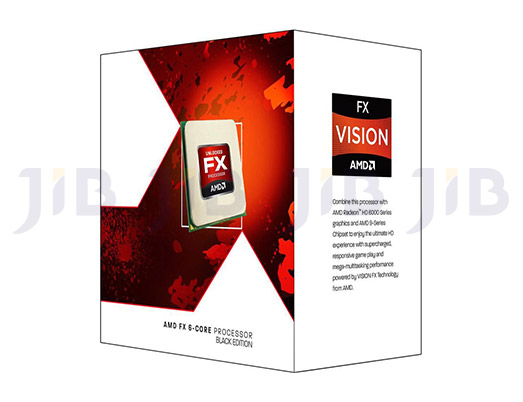 JIB JIB JIB JIB
UNLOCKED
FX
PROCESSOR
AMD
AMD FX 6-CORE PROCESSOR
BLACK EDITION
FX
VISION
AMD
Combine this processor with
AMD Radeon™ HD 6000 Series
graphics and AMD 9-Series
Chipset to enjoy the ultimate HD
experience with supercharged,
responsive game play and
mega-multitasking performance
powered by VISION FX Technology
from AMD.